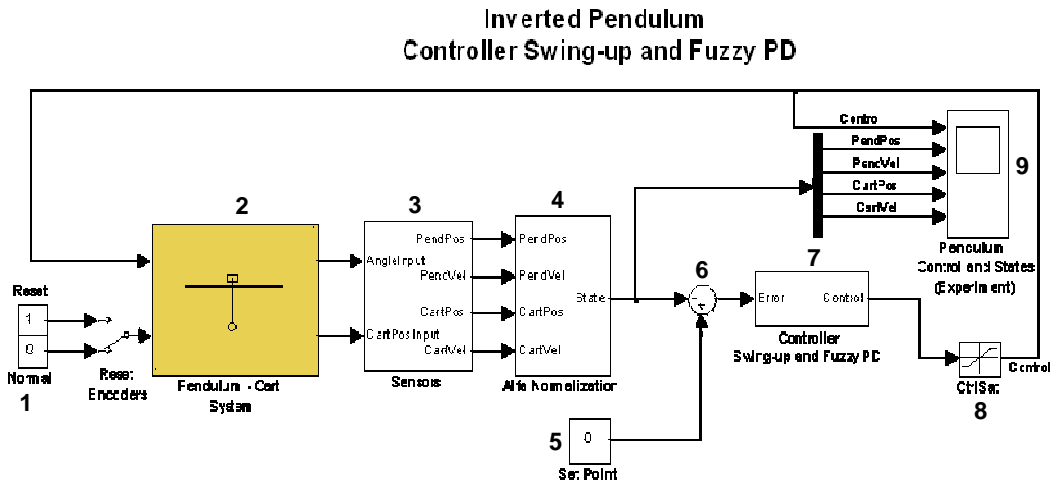 Inverted Pendulum
Controller Swing-up and Fuzzy PD
Contro
PendPos
PendVel
CartPos
CartVel
9
Pendulum
Control and States
(Experiment)
2
3
4
PendPos
AngleInput
PendVel
CartPos
CartPosInput
CartVel
Sensors
PendPos
PendVel
State
CartPos
CartVel
Alfa Normalization
6
7
Error
Control
Controller
Swing-up and Fuzzy PD
Reset
1
0
Normal
1
Reset
Encoders
Pendulum - Cart
System
Control
CtrlSat
8
5
0
Set Point